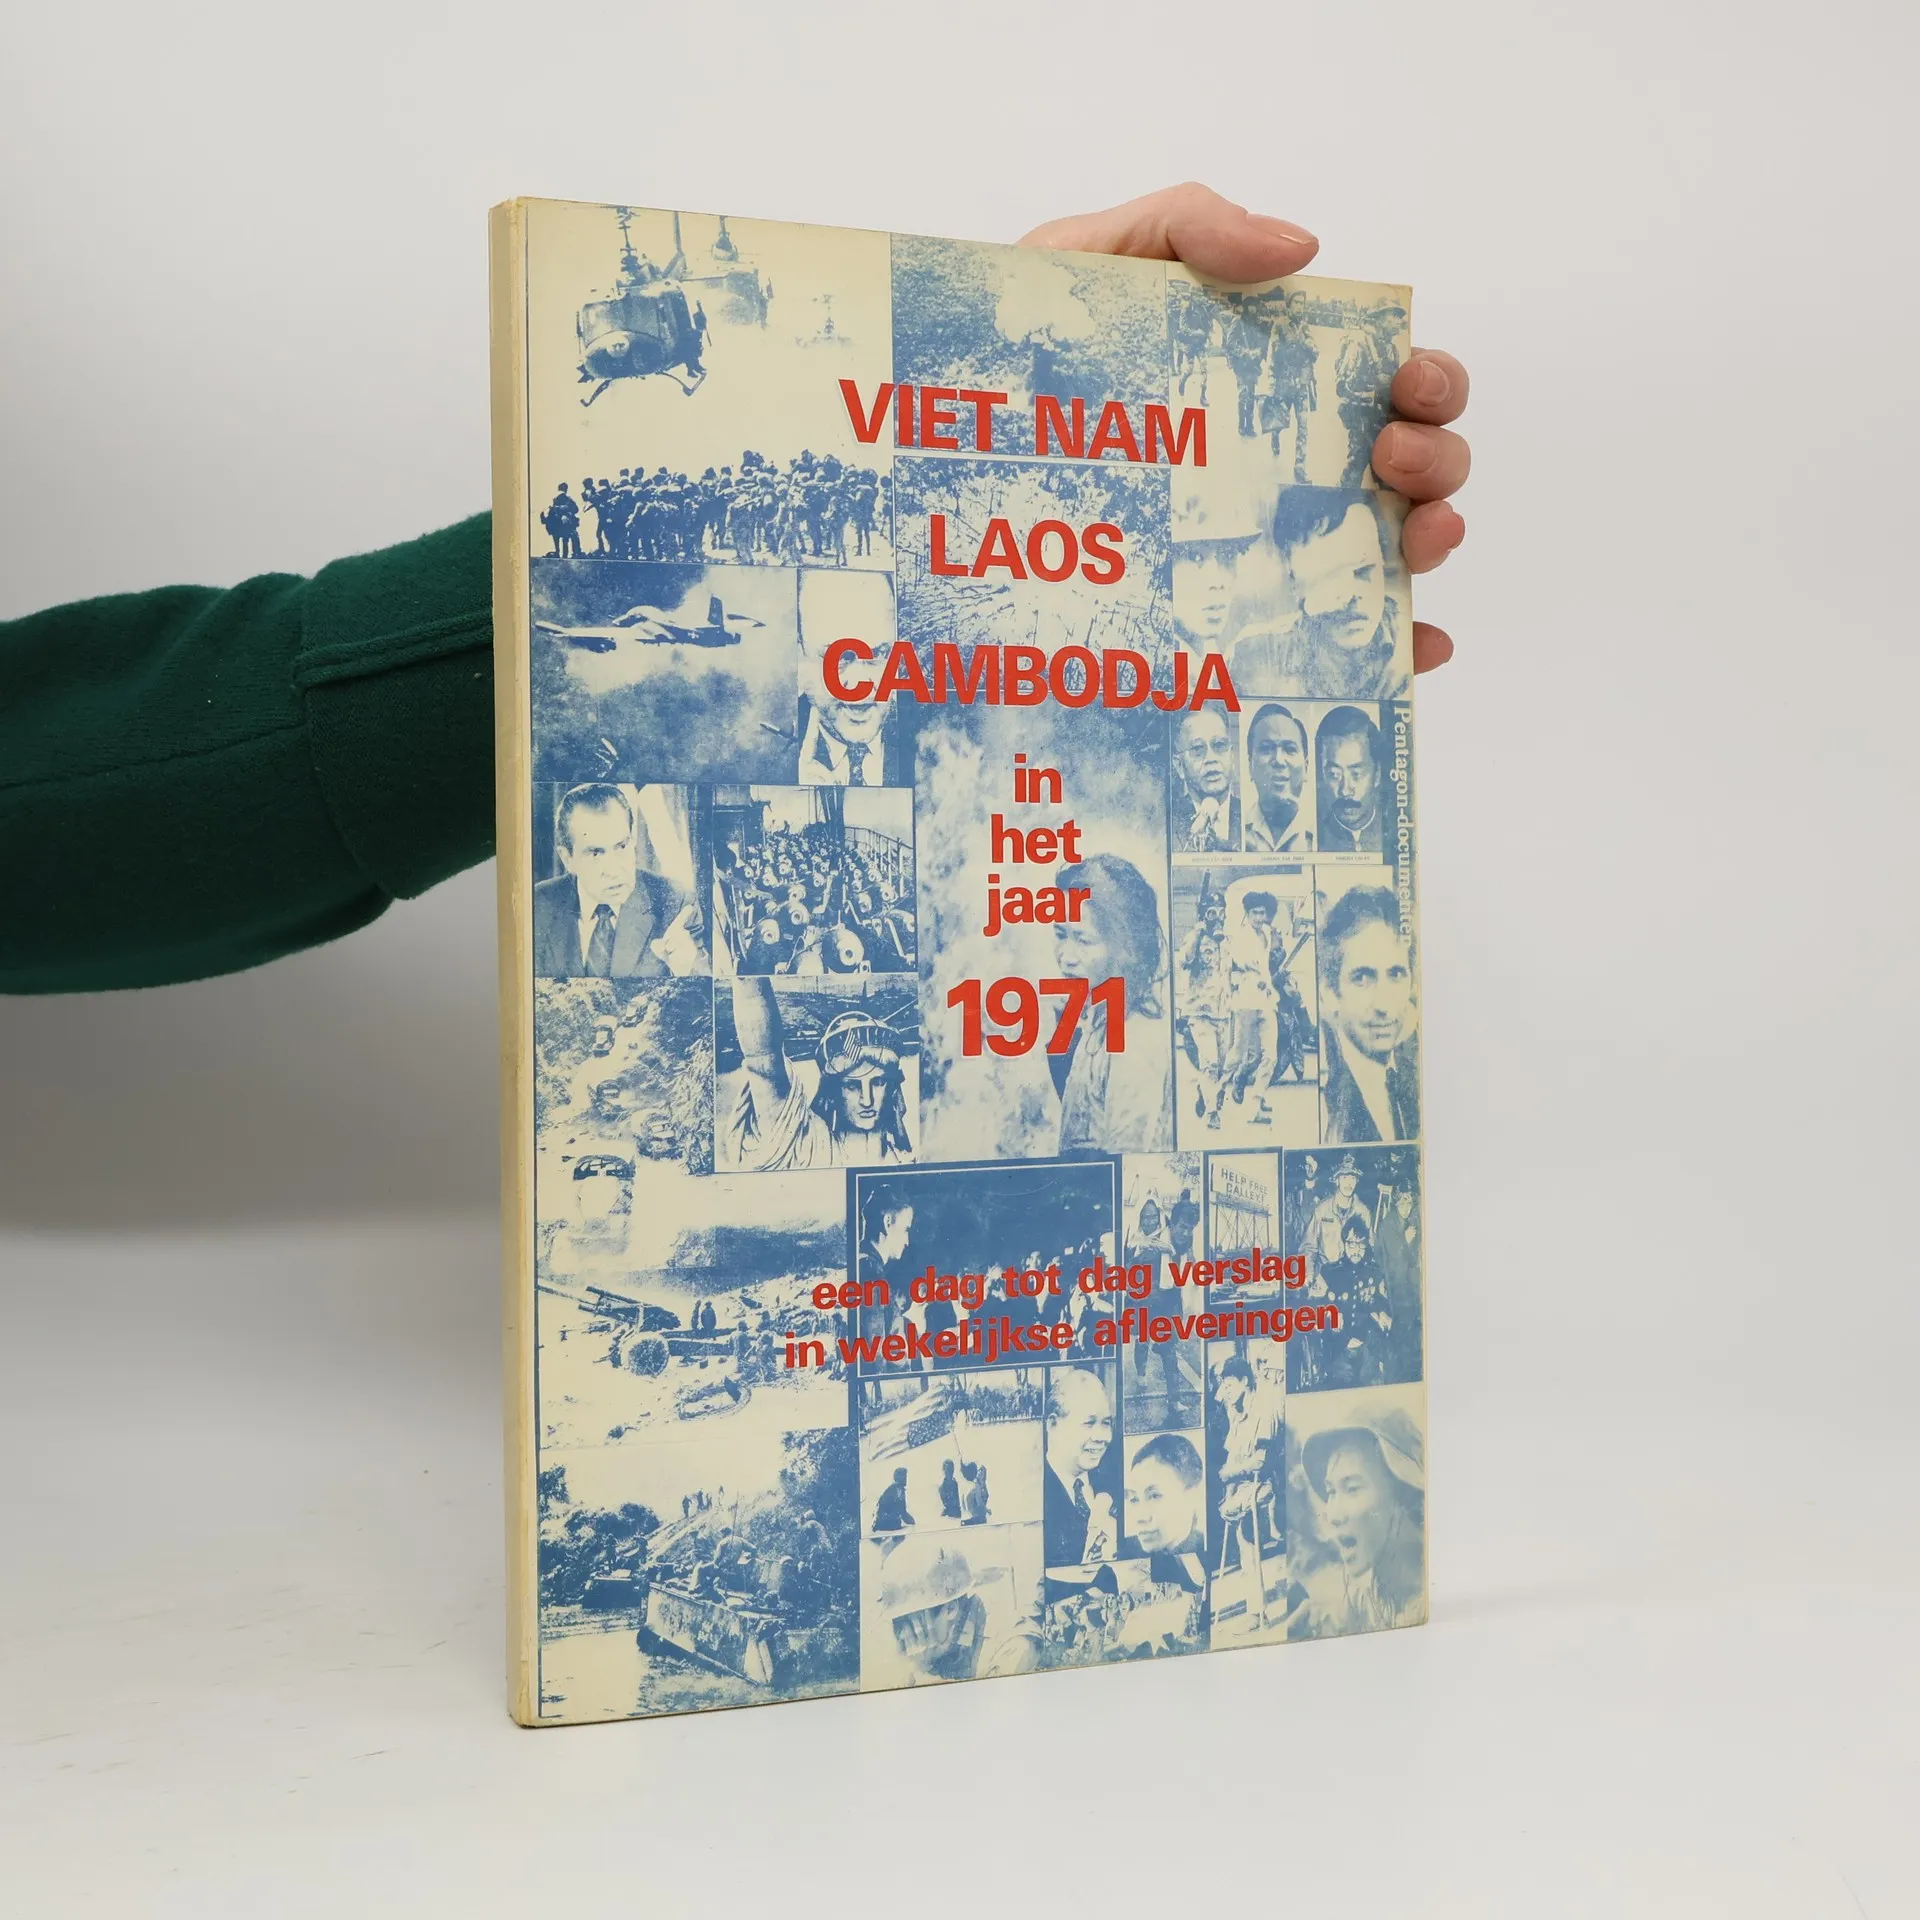 VIET NAM
LAOS
CAMBODJA
in
het
jaar
1971
Pentagon-documenten
HELP FREE
CALLEY!
een dag tot dag verslag
in wekelijkse afleveringen